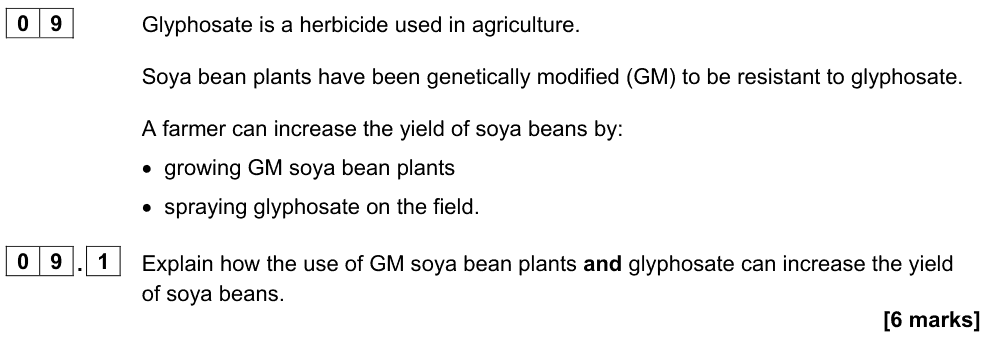 0 9 Glyphosate is a herbicide used in agriculture.
Soya bean plants have been genetically modified (GM) to be resistant to glyphosate.
A farmer can increase the yield of soya beans by:
• growing GM soya bean plants
• spraying glyphosate on the field.
0 9 . 1 Explain how the use of GM soya bean plants and glyphosate can increase the yield
of soya beans.
[6 marks]